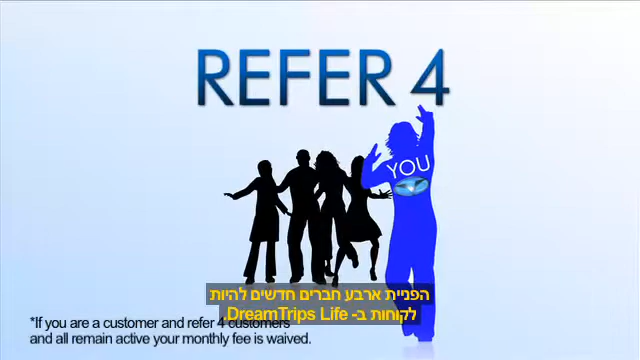 REFER 4
YOU
הפניית ארבע חברים חדשים להיות
לקוחות ב- DreamTrips Life.
*If you are a customer and refer 4 customers
and all remain active your monthly fee is waived.